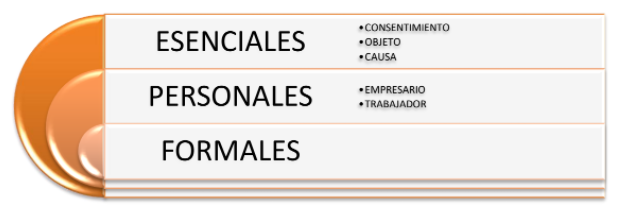 ESENCIALES
•CONSENTIMIENTO
•OBJETO
•CAUSA
PERSONALES
•EMPRESARIO
•TRABAJADOR
FORMALES